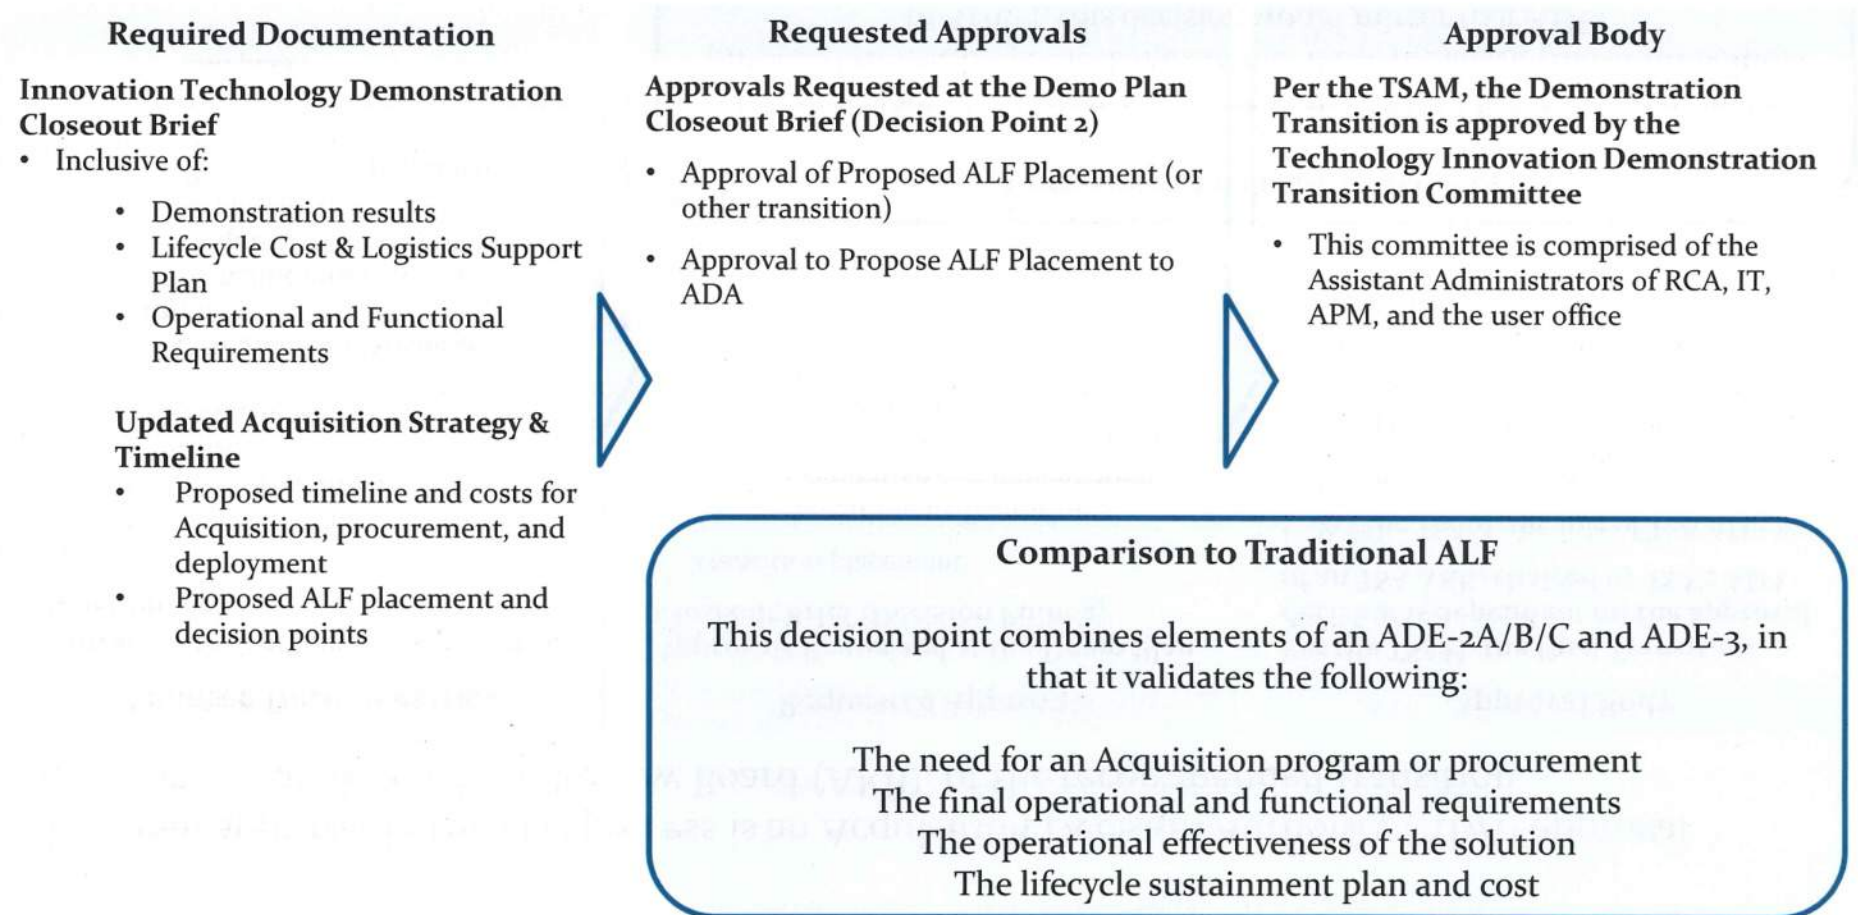 Required Documentation
Innovation Technology Demonstration
Closeout Brief
• Inclusive of:
• Demonstration results
• Lifecycle Cost & Logistics Support
Plan
• Operational and Functional
Requirements
Updated Acquisition Strategy &
Timeline
• Proposed timeline and costs for
Acquisition, procurement, and
deployment
• Proposed ALF placement and
decision points
Requested Approvals
Approvals Requested at the Demo Plan
Closeout Brief (Decision Point 2)
• Approval of Proposed ALF Placement (or
other transition)
• Approval to Propose ALF Placement to
ADA
Approval Body
Per the TSAM, the Demonstration
Transition is approved by the
Technology Innovation Demonstration
Transition Committee
• This committee is comprised of the
Assistant Administrators of RCA, IT,
APM, and the user office
Comparison to Traditional ALF
This decision point combines elements of an ADE-2A/B/C and ADE-3, in
that it validates the following:
The need for an Acquisition program or procurement
The final operational and functional requirements
The operational effectiveness of the solution
The lifecycle sustainment plan and cost